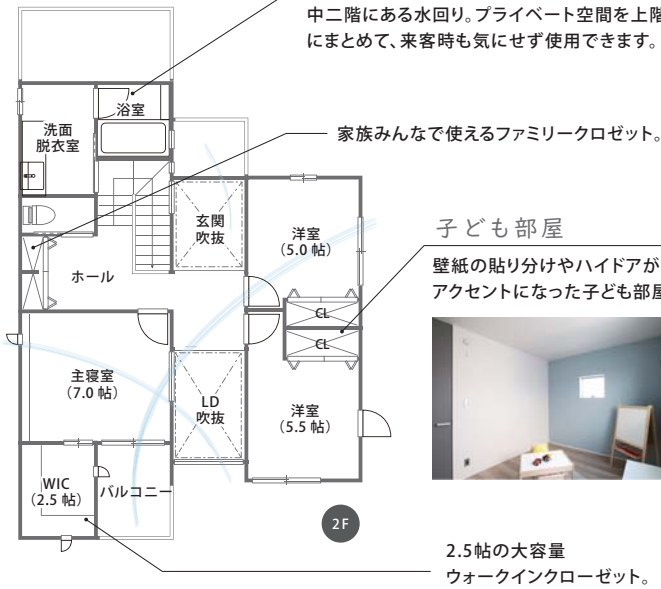 中二階にある水回り。プライベート空間を上階
にまとめて、来客時も気にせず使用できます。
浴室
洗面
脱衣室
家族みんなで使えるファミリークロゼット。
玄関
吹抜
洋室
(5.0 帖)
子ども部屋
壁紙の貼り分けやハイドアが
アクセントになった子ども部屋
ホール
CL
CL
主寝室
(7.0 帖)
LD
吹抜
洋室
(5.5 帖)
WIC
(2.5 帖)
バルコニー
2F
2.5帖の大容量
ウォークインクローゼット。